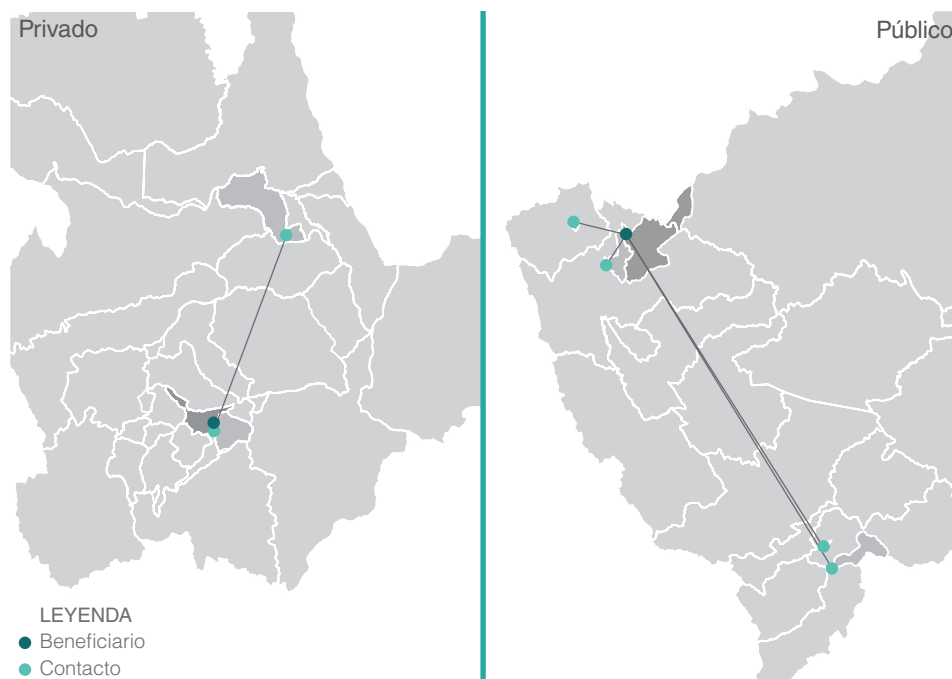 Privado
Público
LEYENDA
Beneficiario
Contacto